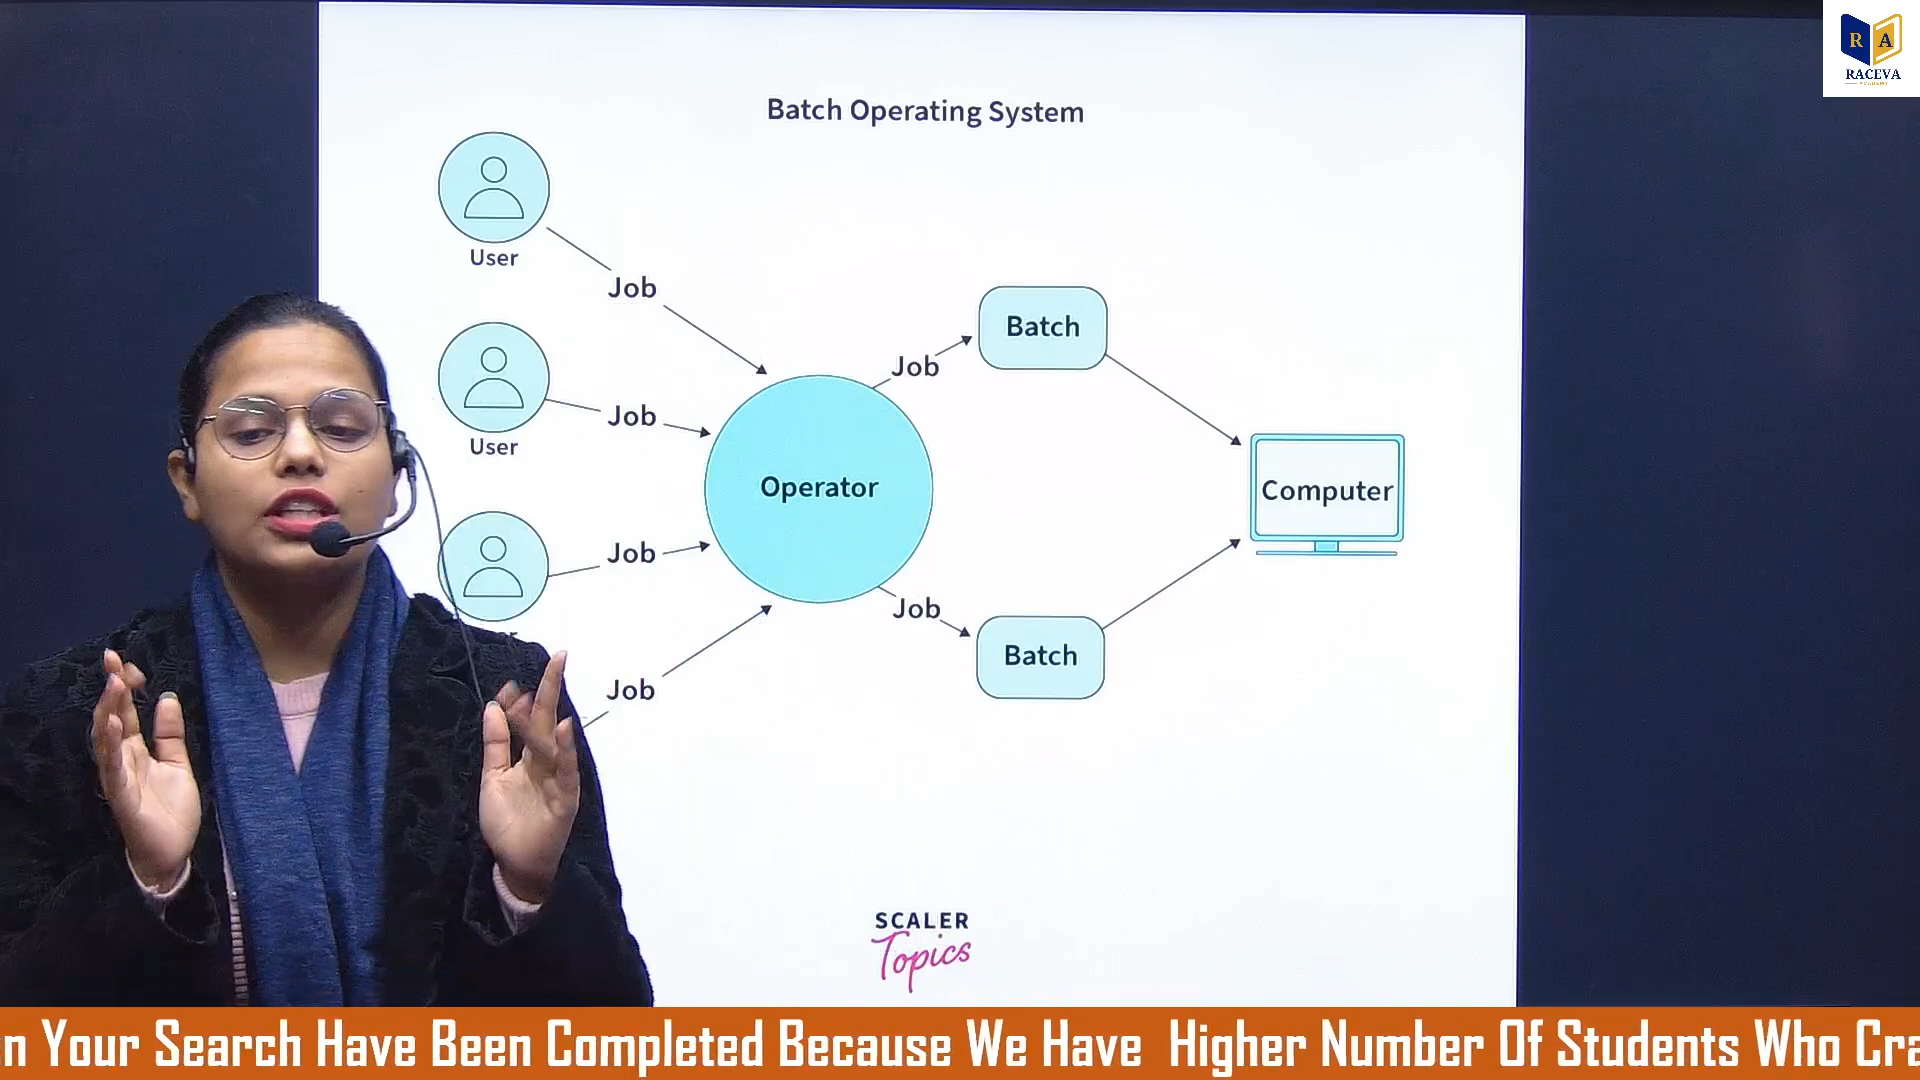 R A
RACEVA
Batch Operating System
User
Job
Batch
Job
User
Job
Operator
Computer
Job
Job
Batch
Job
SCALER
Topics
n Your Search Have Been Completed Because We Have Higher Number Of Students Who Cra